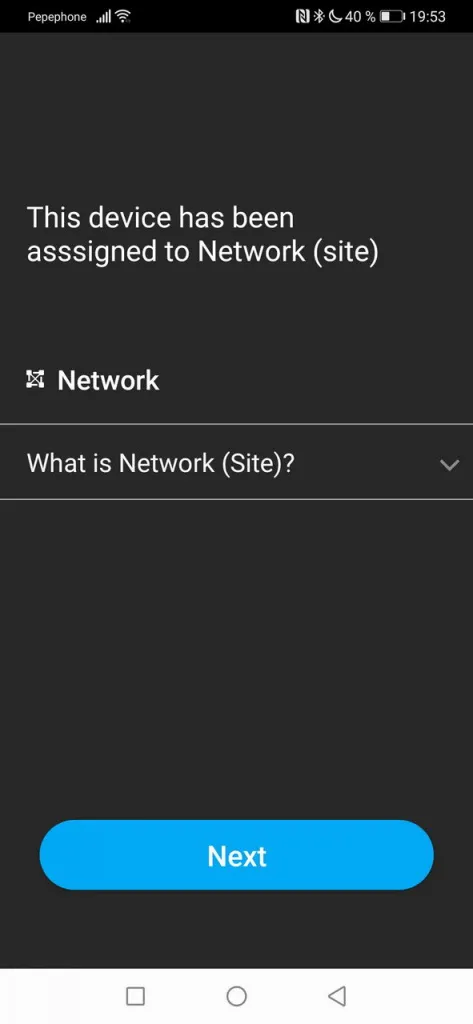 Pepephone 40 % 19:53
This device has been
asssigned to Network (site)
Network
What is Network (Site)?
Next